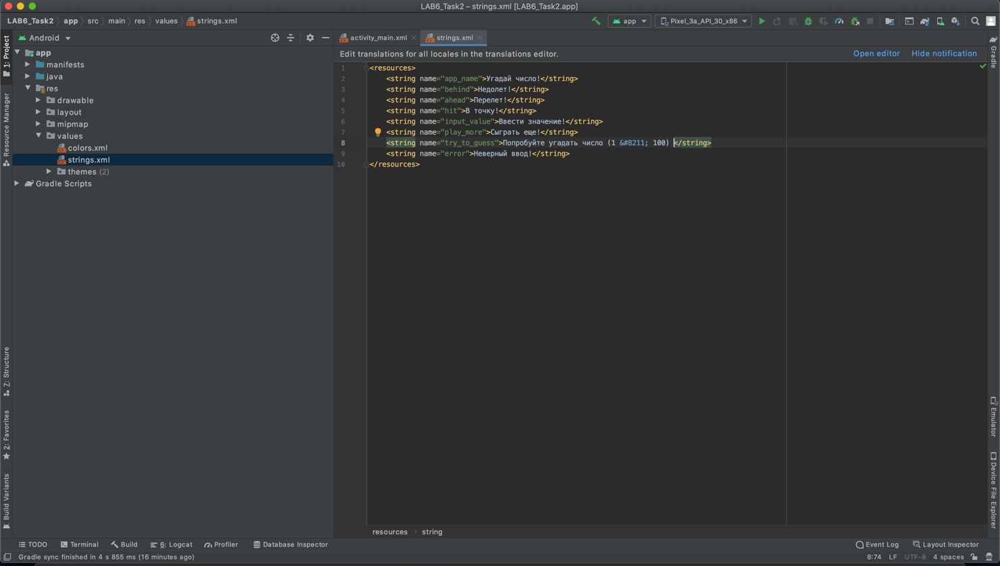 LAB6_Task2 – strings.xml [LAB6_Task2.app]
LAB6_Task2 app src main res values strings.xml
app Pixel_3a_API_30_x86
Android
activity_main.xml strings.xml
Edit translations for all locales in the translations editor. Open editor Hide notification
app
manifests
java
res
drawable
layout
mipmap
values
colors.xml
strings.xml
themes (2)
Gradle Scripts
1 <resources>
2 <string name="app_name">Угадай число!</string>
3 <string name="behind">Недолет!</string>
4 <string name="ahead">Перелет!</string>
5 <string name="hit">В точку!</string>
6 <string name="input_value">Ввести значение!</string>
7 <string name="play_more">Сыграть еще!</string>
8 <string name="try_to_guess">Попробуйте угадать число (1 &#8211; 100) </string>
9 <string name="error">Неверный ввод!</string>
10 </resources>
1: Project
Resource Manager
Z: Structure
2: Favorites
Build Variants
Gradle
Emulator
Device File Explorer
resources string
TODO Terminal Build 6: Logcat Profiler Database Inspector Event Log Layout Inspector
Gradle sync finished in 4 s 855 ms (16 minutes ago) 8:74 LF UTF-8 4 spaces